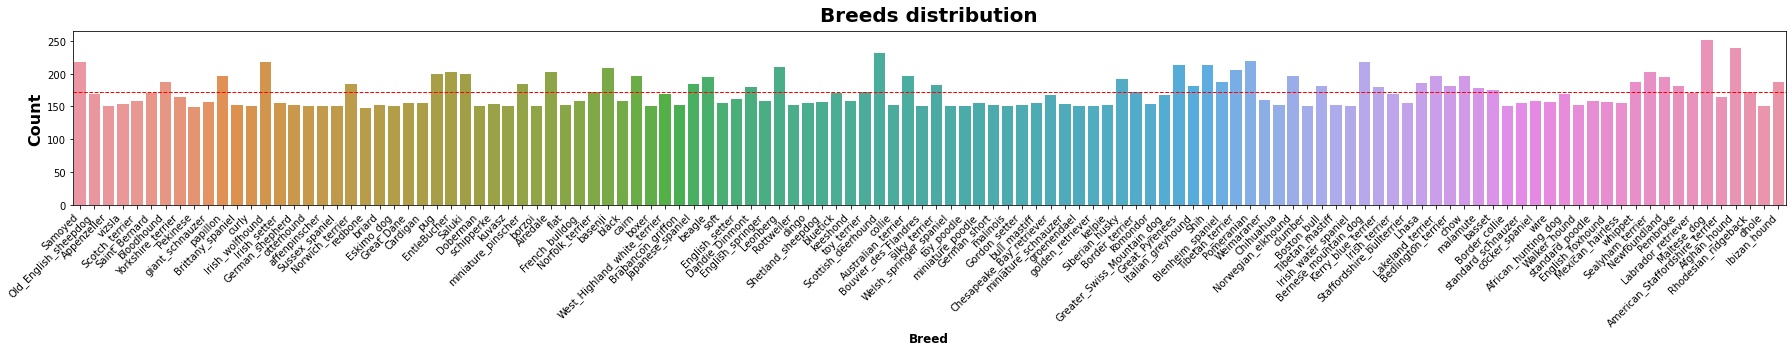 Breeds distribution
Count
250
200
150
100
50
0
Samoyed
Old_English_sheepdog
Appenzeller
vizsla
Scotch_terrier
Saint_Bernard
Bloodhound
Yorkshire_terrier
Pekinese
giant_schnauzer
papillon
Brittany_spaniel
curly
Irish_wolfhound
Irish_setter
German_shepherd
otterhound
affenpinscher
Sussex_spaniel
Norwich_terrier
redbone
briard
Eskimo_dog
Great_Dane
Cardigan
pug
EntleBucher
Saluki
Doberman
schipperke
kuvasz
miniature_pinscher
borzoi
Airedale
flat
French_bulldog
Norfolk_terrier
basenji
black
cairn
boxer
West_Highland_white_terrier
Brabancon_griffon
Japanese_spaniel
beagle
soft
English_setter
Dandie_Dinmont
English_springer
Leonberg
Rottweiler
dingo
Shetland_sheepdog
bluetick
keeshond
toy_terrier
Scottish_deerhound
collie
Australian_terrier
Bouvier_des_Flandres
silky_terrier
Welsh_springer_spaniel
toy_poodle
miniature_poodle
German_short
malinois
Gordon_setter
bull_mastiff
Chesapeake_Bay_retriever
miniature_schnauzer
groenendael
golden_retriever
kelpie
Siberian_husky
Border_terrier
Komondor
Greater_Swiss_Mountain_dog
Great_Pyrenees
Italian_greyhound
Shih
Blenheim_spaniel
Tibetan_terrier
Pomeranian
Weimaraner
Chihuahua
Norwegian_elkhound
clumber
Boston_bull
Tibetan_mastiff
Irish_water_spaniel
Bernese_mountain_dog
Irish_terrier
Kerry_blue_terrier
Staffordshire_bullterrier
Lhasa
Lakeland_terrier
Bedlington_terrier
chow
malamute
basset
Border_collie
standard_schnauzer
cocker_spaniel
wire
African_hunting_dog
Walker_hound
standard_poodle
English_foxhound
Mexican_hairless
whippet
Sealyham_terrier
Newfoundland
Pembroke
Labrador_retriever
Maltese_dog
American_Staffordshire_terrier
Afghan_hound
Rhodesian_ridgeback
dhole
Ibizan_hound
Breed